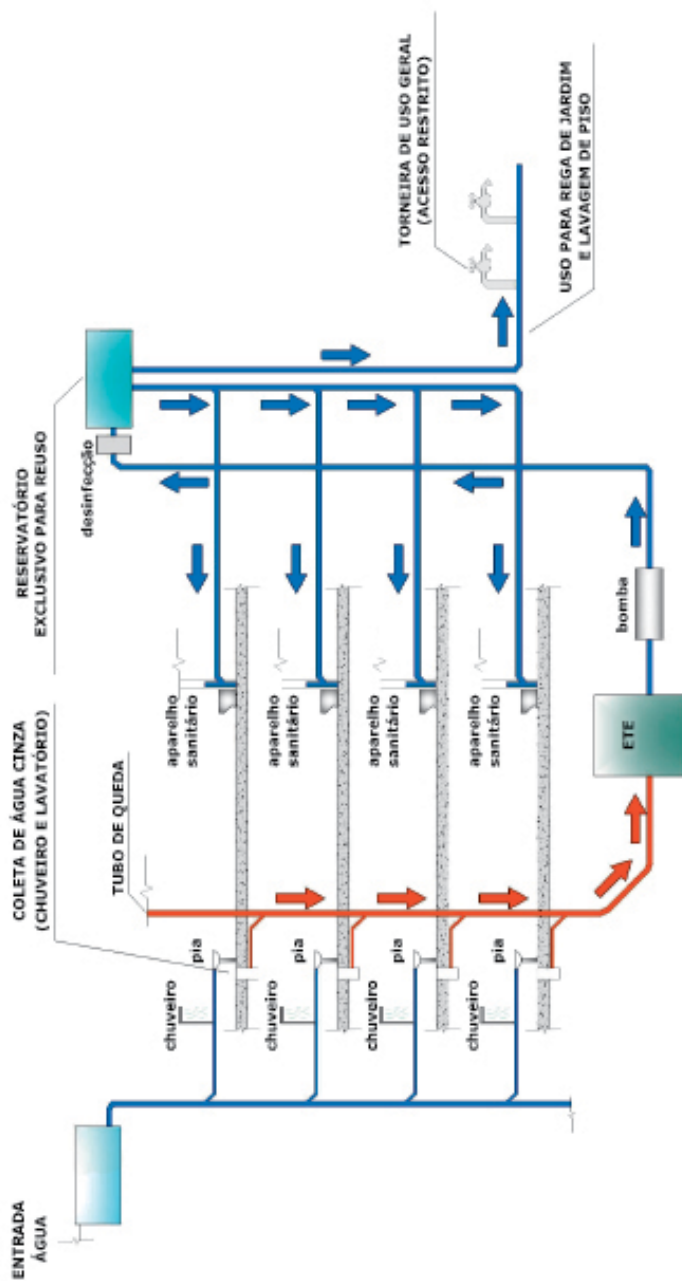 ENTRADA
ÁGUA
COLETA DE ÁGUA CINZA
(CHUVEIRO E LAVATÓRIO)
TUBO DE QUEDA
RESERVATÓRIO
EXCLUSIVO PARA REUSO
desinfecção
chuveiro
pia
aparelho
sanitário
chuveiro
pia
aparelho
sanitário
chuveiro
pia
aparelho
sanitário
chuveiro
pia
aparelho
sanitário
TORNEIRA DE USO GERAL
(ACESSO RESTRITO)
USO PARA REGA DE JARDIM
E LAVAGEM DE PISO
ETE
bomba